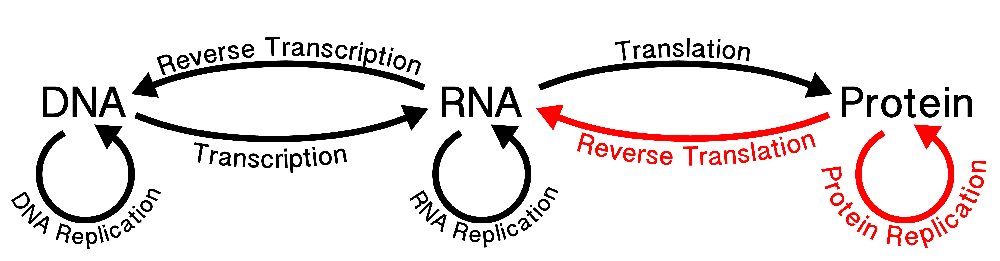 Reverse Transcription
Translation
DNA
RNA
Protein
Transcription
Reverse Translation
DNA Replication
RNA Replication
Protein Replication